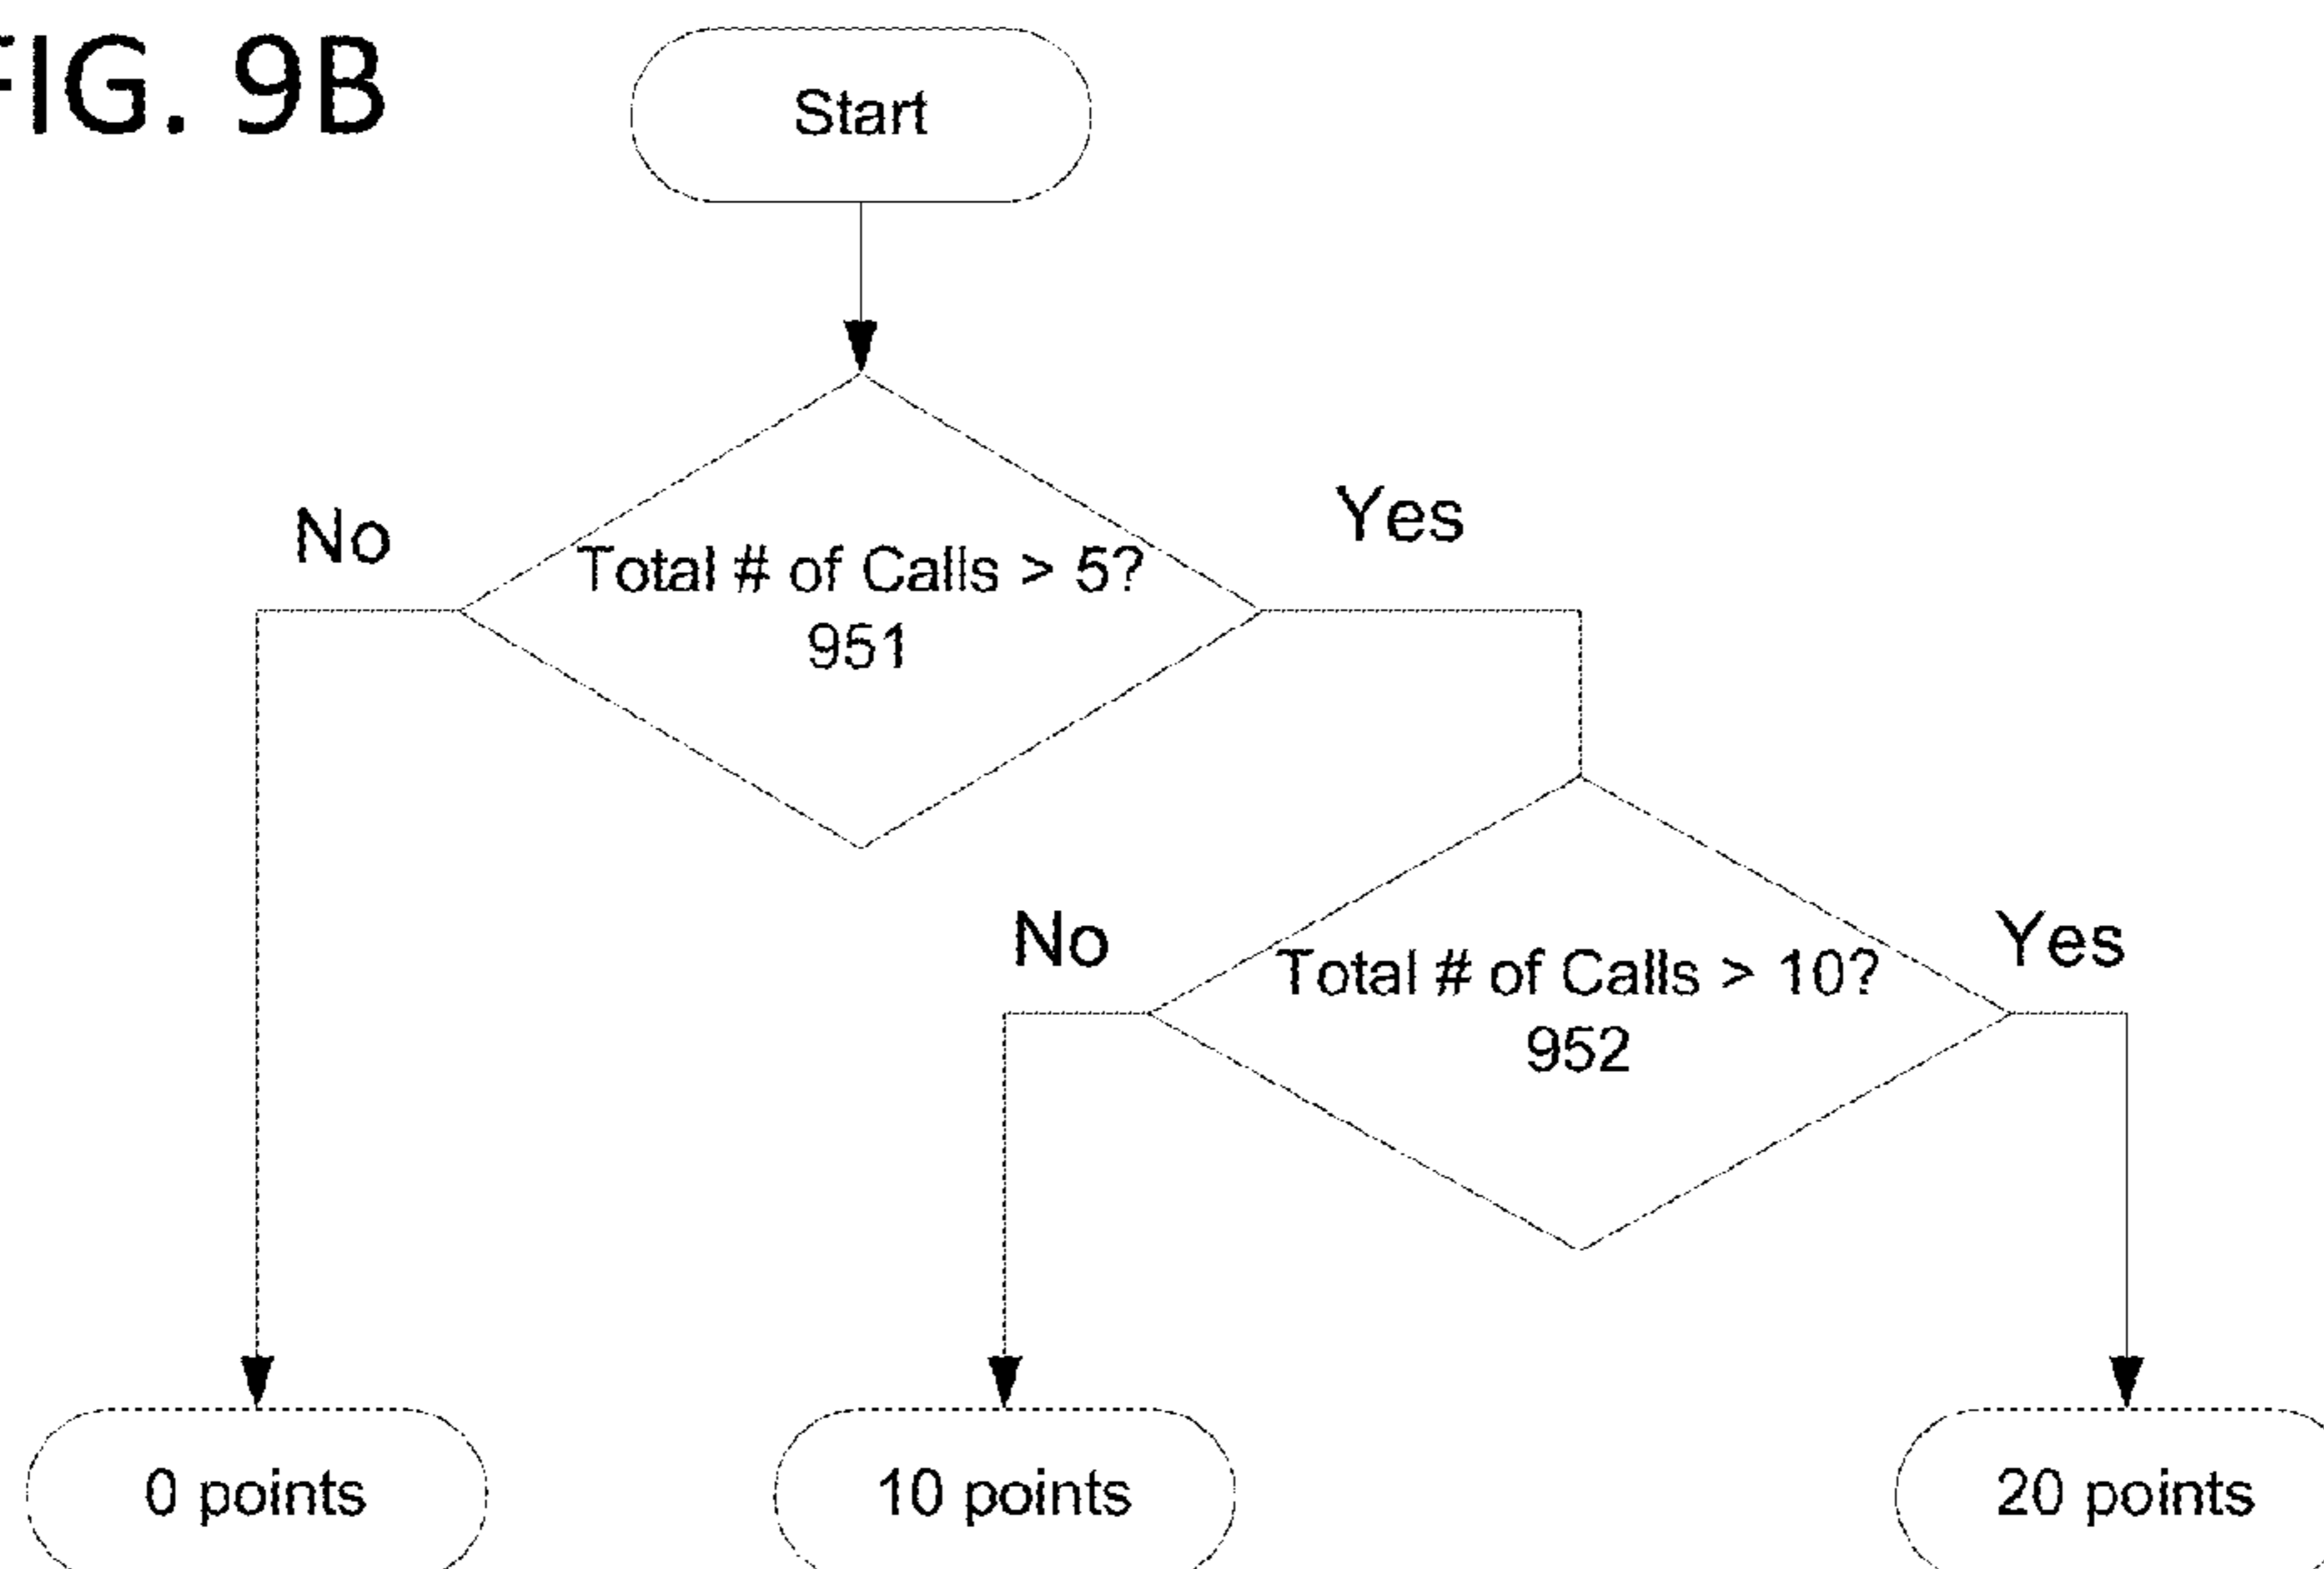 FIG. 9B
Start
No
Yes
Total # of Calls > 5?
951
No
Yes
Total # of Calls > 10?
952
0 points
10 points
20 points